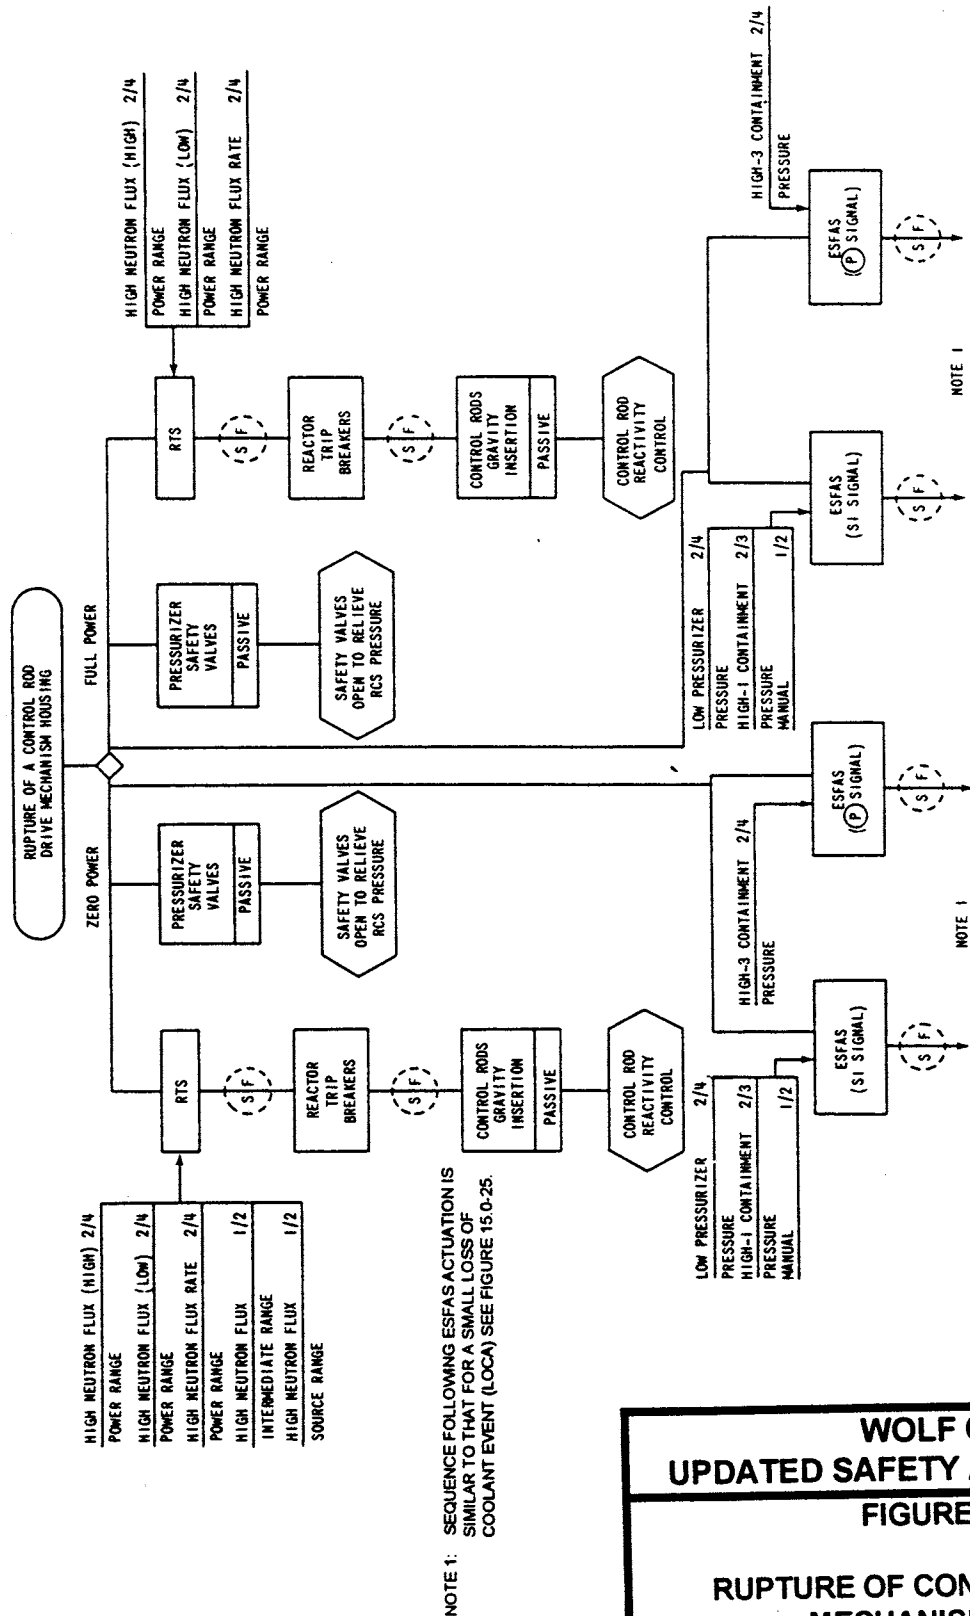 RUPTURE OF A CONTROL ROD
DRIVE MECHANISM HOUSING
ZERO POWER
FULL POWER
HIGH NEUTRON FLUX (HIGH) 2/4
POWER RANGE
HIGH NEUTRON FLUX (LOW) 2/4
POWER RANGE
HIGH NEUTRON FLUX RATE 2/4
POWER RANGE
HIGH NEUTRON FLUX 1/2
INTERMEDIATE RANGE
HIGH NEUTRON FLUX 1/2
SOURCE RANGE
RTS
S F
REACTOR
TRIP
BREAKERS
S F
CONTROL RODS
GRAVITY
INSERTION
PASSIVE
CONTROL ROD
REACTIVITY
CONTROL
PRESSURIZER
SAFETY
VALVES
PASSIVE
SAFETY VALVES
OPEN TO RELIEVE
RCS PRESSURE
PRESSURIZER
SAFETY
VALVES
PASSIVE
SAFETY VALVES
OPEN TO RELIEVE
RCS PRESSURE
RTS
S F
REACTOR
TRIP
BREAKERS
S F
CONTROL RODS
GRAVITY
INSERTION
PASSIVE
CONTROL ROD
REACTIVITY
CONTROL
HIGH NEUTRON FLUX (HIGH) 2/4
POWER RANGE
HIGH NEUTRON FLUX (LOW) 2/4
POWER RANGE
HIGH NEUTRON FLUX RATE 2/4
POWER RANGE
NOTE 1: SEQUENCE FOLLOWING ESFAS ACTUATION IS
SIMILAR TO THAT FOR A SMALL LOSS OF
COOLANT EVENT (LOCA) SEE FIGURE 15.0-25.
LOW PRESSURIZER 2/4
PRESSURE
HIGH-1 CONTAINMENT 2/3
PRESSURE
MANUAL 1/2
ESFAS
(SI SIGNAL)
S F
HIGH-3 CONTAINMENT 2/4
PRESSURE
ESFAS
(P SIGNAL)
S F
NOTE 1
LOW PRESSURIZER 2/4
PRESSURE
HIGH-1 CONTAINMENT 2/3
PRESSURE
MANUAL 1/2
ESFAS
(SI SIGNAL)
S F
HIGH-3 CONTAINMENT 2/4
PRESSURE
ESFAS
(P SIGNAL)
S F
NOTE 1
WOLF
UPDATED SAFETY
FIGURE
RUPTURE OF CON